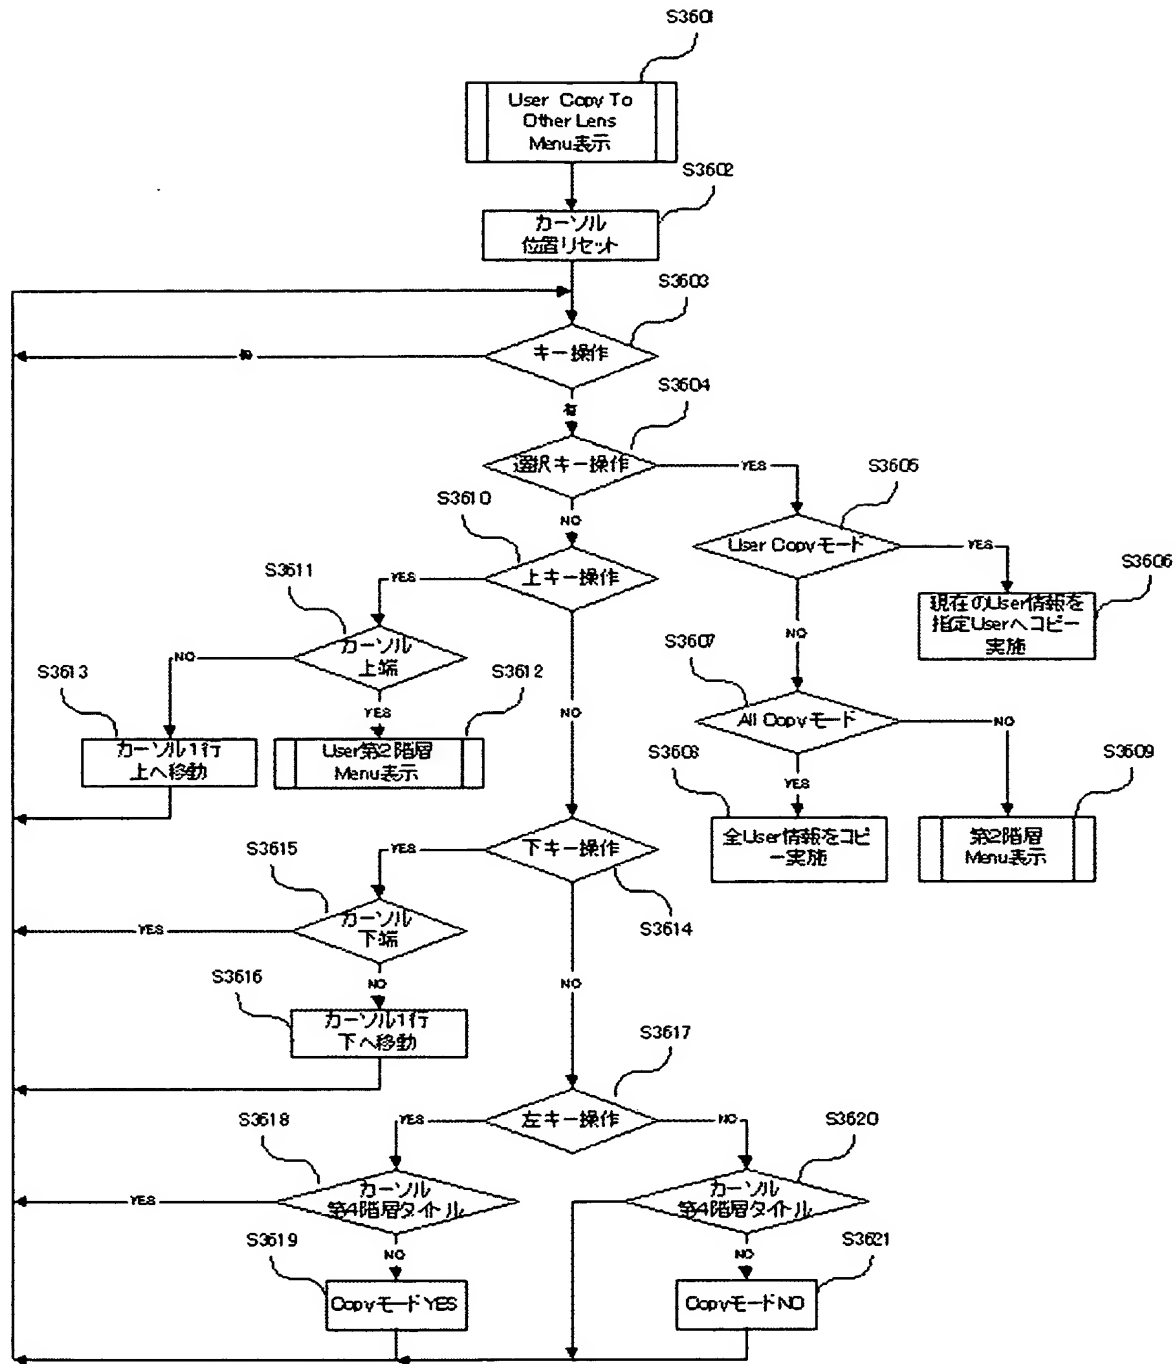 S3601
User Copy To
Other Lens
Menu表示
S3602
カーソル
位置リセット
S3603
キー操作
有
S3604
選択キー操作
YES
S3605
S3610
NO
User Copyモード
YES
S3606
S3611
YES
上キー操作
現在のUser情報を
指定Userへコピー
実施
カーソル
上端
NO
S3607
S3613
NO
YES
S3612
NO
All Copyモード
NO
カーソル1行
上へ移動
User第2階層
Menu表示
S3608
YES
S3609
S3615
YES
下キー操作
全User情報をコピ
ー実施
第2階層
Menu表示
カーソル
下端
YES
S3614
S3616
NO
NO
カーソル1行
下へ移動
S3617
S3618
YES
左キー操作
NO
S3620
カーソル
第4階層タイトル
YES
カーソル
第4階層タイトル
S3619
NO
NO
S3621
CopyモードYES
CopyモードNO